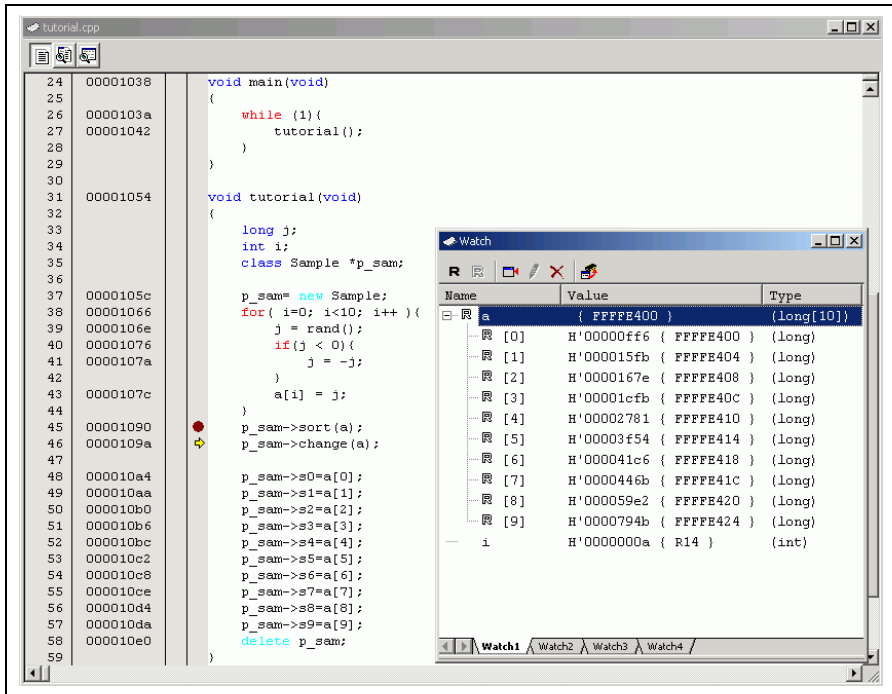 tutorial.cpp
24 00001038 void main(void)
25 {
26 0000103a while (1){
27 00001042 tutorial();
28 }
29 }
30
31 00001054 void tutorial(void)
32 {
33 long j;
34 int i;
35 class Sample *p_sam;
36
37 0000105c p_sam= new Sample;
38 00001066 for( i=0; i<10; i++ ){
39 0000106e j = rand();
40 00001076 if(j < 0){
41 0000107a j = -j;
42 }
43 0000107c a[i] = j;
44 }
45 00001090 p_sam->sort(a);
46 0000109a p_sam->change(a);
47
48 000010a4 p_sam->s0=a[0];
49 000010aa p_sam->s1=a[1];
50 000010b0 p_sam->s2=a[2];
51 000010b6 p_sam->s3=a[3];
52 000010bc p_sam->s4=a[4];
53 000010c2 p_sam->s5=a[5];
54 000010c8 p_sam->s6=a[6];
55 000010ce p_sam->s7=a[7];
56 000010d4 p_sam->s8=a[8];
57 000010da p_sam->s9=a[9];
58 000010e0 delete p_sam;
59 }
Watch
R R
Name Value Type
R a { FFFFE400 } (long[10])
R [0] H'00000ff6 { FFFFE400 } (long)
R [1] H'000015fb { FFFFE404 } (long)
R [2] H'0000167e { FFFFE408 } (long)
R [3] H'00001cfb { FFFFE40C } (long)
R [4] H'00002781 { FFFFE410 } (long)
R [5] H'00003f54 { FFFFE414 } (long)
R [6] H'000041c6 { FFFFE418 } (long)
R [7] H'0000446b { FFFFE41C } (long)
R [8] H'000059e2 { FFFFE420 } (long)
R [9] H'0000794b { FFFFE424 } (long)
i H'0000000a { R14 } (int)
Watch1 Watch2 Watch3 Watch4